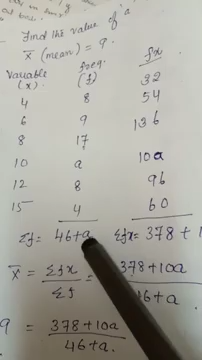 Find the value of 'a'
x̄ (mean) = 9.
Variable (x). freq. (f) fx
4 8 32
6 9 54
8 17 136
10 a 10a
12 8 96
15 4 60
Σf = 46+a. Σfx = 378 + 1
x̄ = Σfx / Σf = 378+10a / 46+a
9 = 378+10a / 46+a.